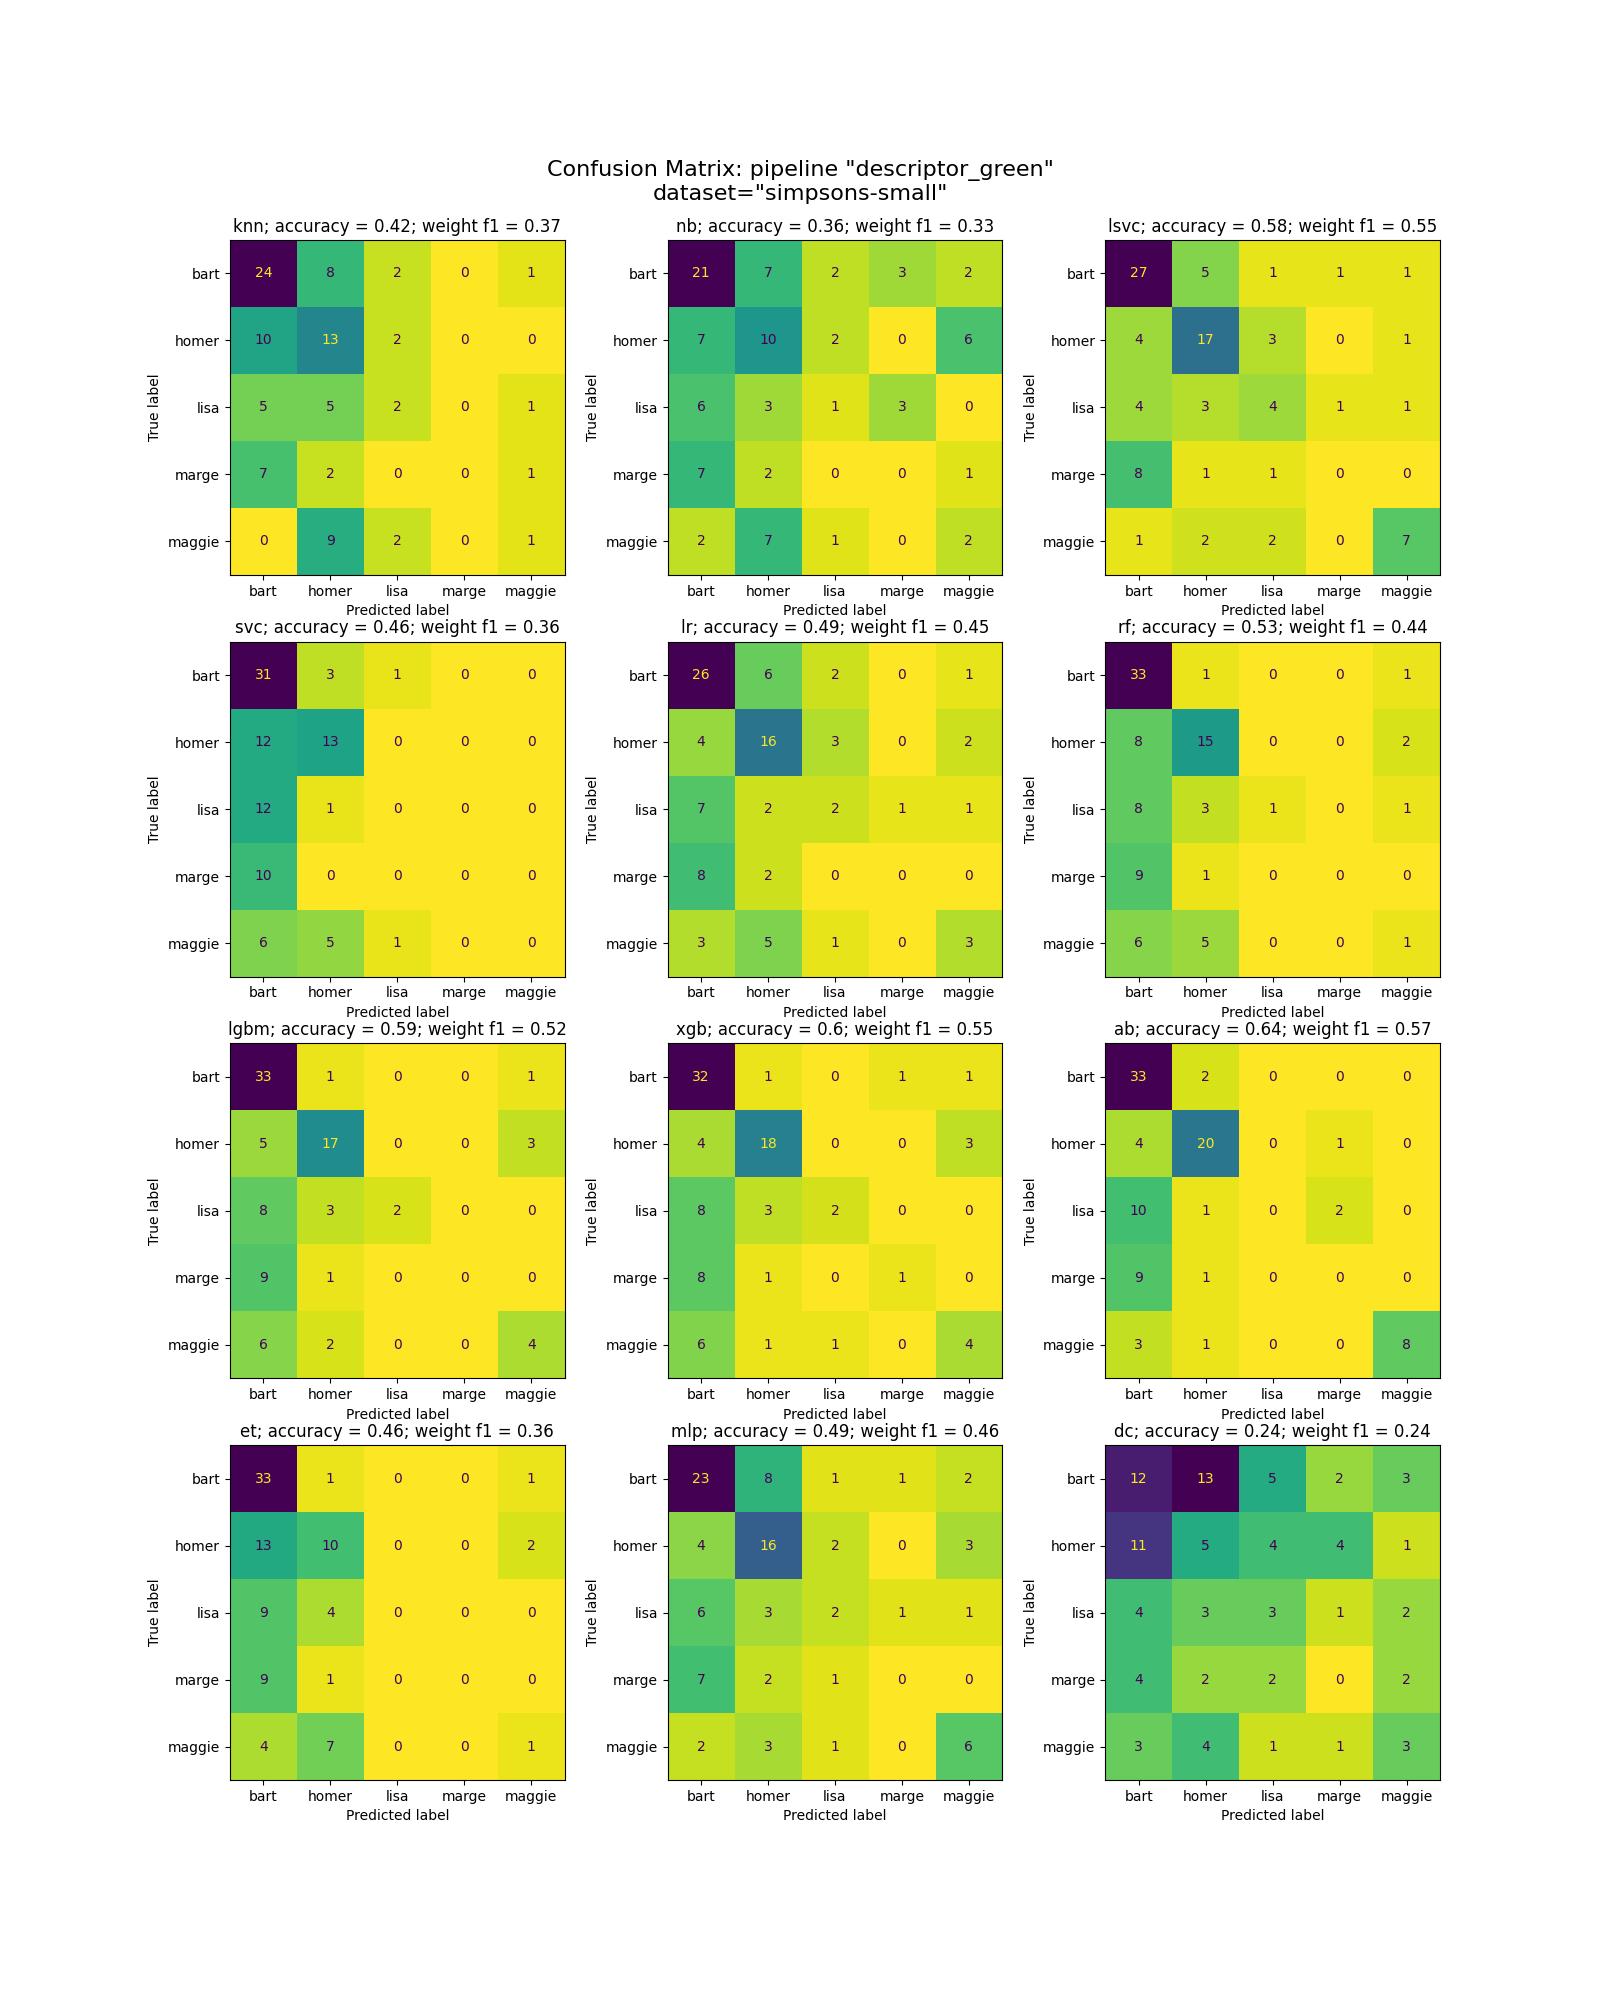 Confusion Matrix: pipeline "descriptor_green"
dataset="simpsons-small"
knn; accuracy = 0.42; weight f1 = 0.37
True label
bart 24 8 2 0 1
homer 10 13 2 0 0
lisa 5 5 2 0 1
marge 7 2 0 0 1
maggie 0 9 2 0 1
bart homer lisa marge maggie
Predicted label
nb; accuracy = 0.36; weight f1 = 0.33
True label
bart 21 7 2 3 2
homer 7 10 2 0 6
lisa 6 3 1 3 0
marge 7 2 0 0 1
maggie 2 7 1 0 2
bart homer lisa marge maggie
Predicted label
lsvc; accuracy = 0.58; weight f1 = 0.55
True label
bart 27 5 1 1 1
homer 4 17 3 0 1
lisa 4 3 4 1 1
marge 8 1 1 0 0
maggie 1 2 2 0 7
bart homer lisa marge maggie
Predicted label
svc; accuracy = 0.46; weight f1 = 0.36
True label
bart 31 3 1 0 0
homer 12 13 0 0 0
lisa 12 1 0 0 0
marge 10 0 0 0 0
maggie 6 5 1 0 0
bart homer lisa marge maggie
Predicted label
lr; accuracy = 0.49; weight f1 = 0.45
True label
bart 26 6 2 0 1
homer 4 16 3 0 2
lisa 7 2 2 1 1
marge 8 2 0 0 0
maggie 3 5 1 0 3
bart homer lisa marge maggie
Predicted label
rf; accuracy = 0.53; weight f1 = 0.44
True label
bart 33 1 0 0 1
homer 8 15 0 0 2
lisa 8 3 1 0 1
marge 9 1 0 0 0
maggie 6 5 0 0 1
bart homer lisa marge maggie
Predicted label
lgbm; accuracy = 0.59; weight f1 = 0.52
True label
bart 33 1 0 0 1
homer 5 17 0 0 3
lisa 8 3 2 0 0
marge 9 1 0 0 0
maggie 6 2 0 0 4
bart homer lisa marge maggie
Predicted label
xgb; accuracy = 0.6; weight f1 = 0.55
True label
bart 32 1 0 1 1
homer 4 18 0 0 3
lisa 8 3 2 0 0
marge 8 1 0 1 0
maggie 6 1 1 0 4
bart homer lisa marge maggie
Predicted label
ab; accuracy = 0.64; weight f1 = 0.57
True label
bart 33 2 0 0 0
homer 4 20 0 1 0
lisa 10 1 0 2 0
marge 9 1 0 0 0
maggie 3 1 0 0 8
bart homer lisa marge maggie
Predicted label
et; accuracy = 0.46; weight f1 = 0.36
True label
bart 33 1 0 0 1
homer 13 10 0 0 2
lisa 9 4 0 0 0
marge 9 1 0 0 0
maggie 4 7 0 0 1
bart homer lisa marge maggie
Predicted label
mlp; accuracy = 0.49; weight f1 = 0.46
True label
bart 23 8 1 1 2
homer 4 16 2 0 3
lisa 6 3 2 1 1
marge 7 2 1 0 0
maggie 2 3 1 0 6
bart homer lisa marge maggie
Predicted label
dc; accuracy = 0.24; weight f1 = 0.24
True label
bart 12 13 5 2 3
homer 11 5 4 4 1
lisa 4 3 3 1 2
marge 4 2 2 0 2
maggie 3 4 1 1 3
bart homer lisa marge maggie
Predicted label